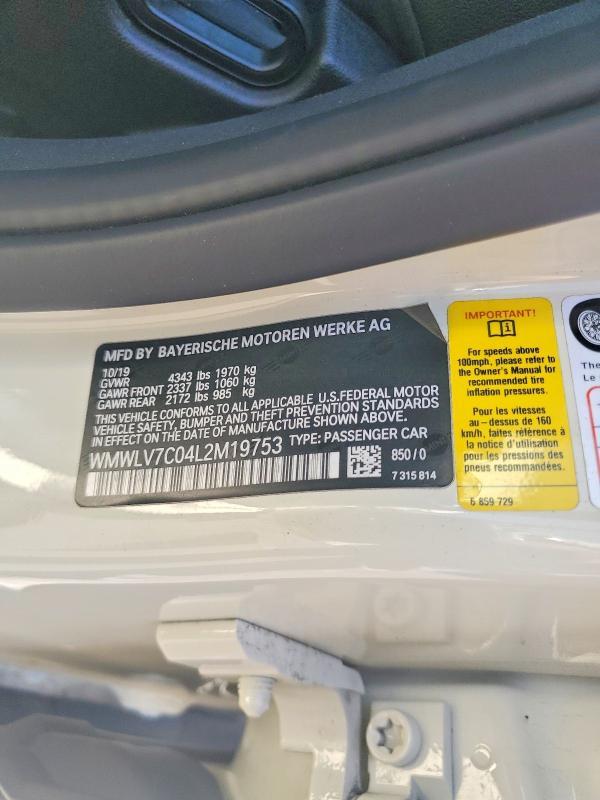 MFD BY BAYERISCHE MOTOREN WERKE AG
10/19
GVWR 4343 lbs 1970 kg
GAWR FRONT 2337 lbs 1060 kg
GAWR REAR 2172 lbs 985 kg
THIS VEHICLE CONFORMS TO ALL APPLICABLE U.S.FEDERAL MOTOR
VEHICLE SAFETY, BUMPER AND THEFT PREVENTION STANDARDS
IN EFFECT ON THE DATE OF MANUFACTURE SHOWN ABOVE.
WMWLV7C04L2M19753 TYPE: PASSENGER CAR
850 / 0
7 315 814
IMPORTANT!
For speeds above
100mph, please refer to
the Owner's Manual for
recommended tire
inflation pressures.
Pour les vitesses
au – dessus de 160
km/h, faites référence à
la notice d'utilisation
pour les pressions des
pneus recommandées.
6 859 729
The
Le